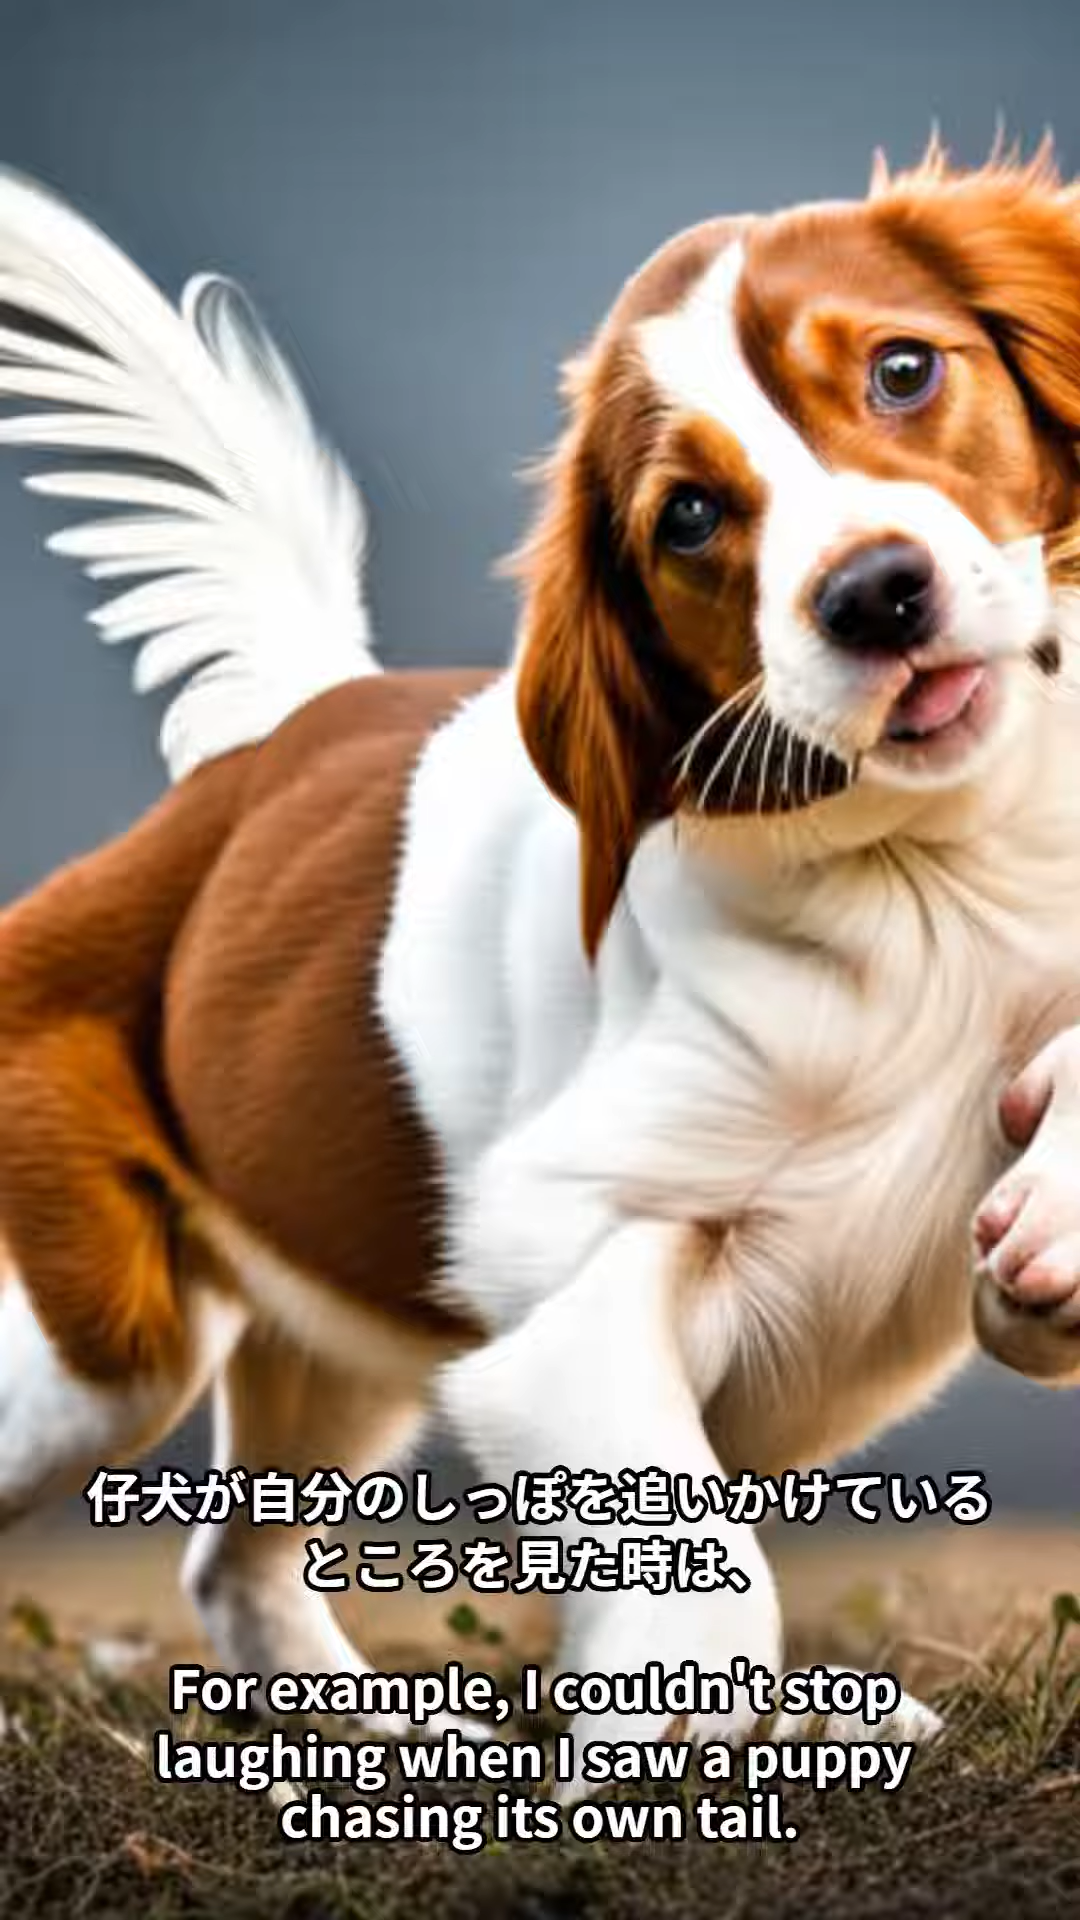 仔犬が自分のしっぽを追いかけている
ところを見た時は、
For example, I couldn't stop
laughing when I saw a puppy
chasing its own tail.